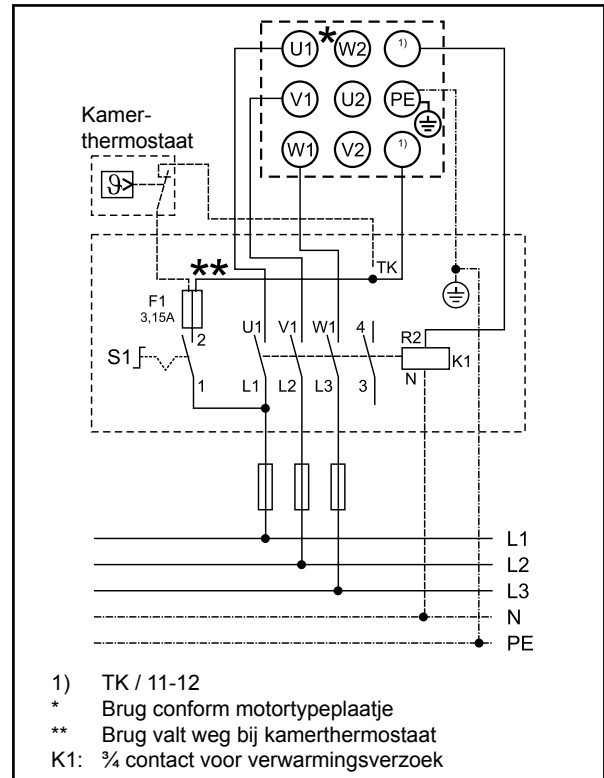 U1 * W2 1)
V1 U2 PE
W1 V2 1)
Kamer-
thermostaat
ϑ>
**
TK
F1
3,15A
2
U1 V1 W1 4
R2
S1
K1
N
1 L1 L2 L3 3
L1
L2
L3
N
PE
1) TK / 11-12
* Brug conform motortypeplaatje
** Brug valt weg bij kamerthermostaat
K1: ¾ contact voor verwarmingsverzoek